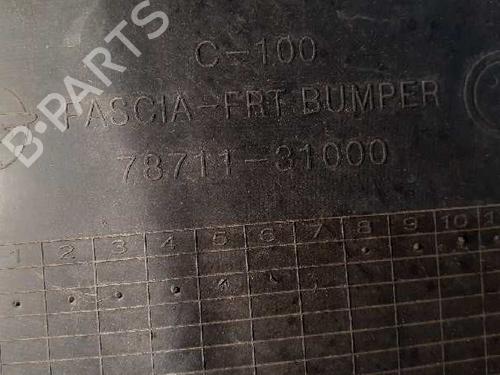 C-100
FASCIA-FRT BUMPER
78711-31000
B-PARTS
1 2 3 4 5 6 7 8 9 10